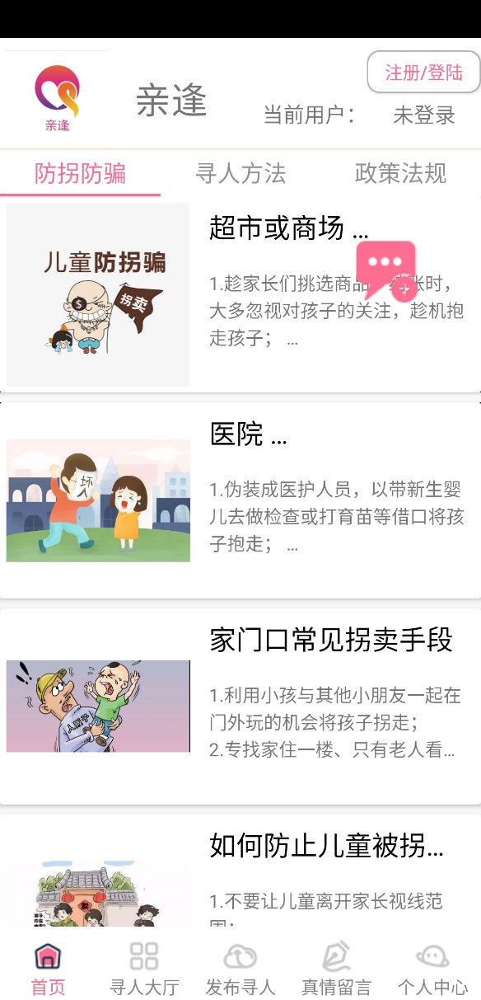 注册/登陆
亲逢
亲逢
当前用户：
未登录
防拐防骗
寻人方法
政策法规
儿童防拐骗
拐卖
超市或商场 ...
1.趁家长们挑选商品、结账时，
大多忽视对孩子的关注，趁机抱
走孩子； ...
坏人
医院 ...
1.伪装成医护人员，以带新生婴
儿去做检查或打育苗等借口将孩
子抱走； ...
人贩子
家门口常见拐卖手段
1.利用小孩与其他小朋友一起在
门外玩的机会将孩子拐走；
2.专找家住一楼、只有老人看...
如何防止儿童被拐...
1.不要让儿童离开家长视线范
围；
首页
寻人大厅
发布寻人
真情留言
个人中心